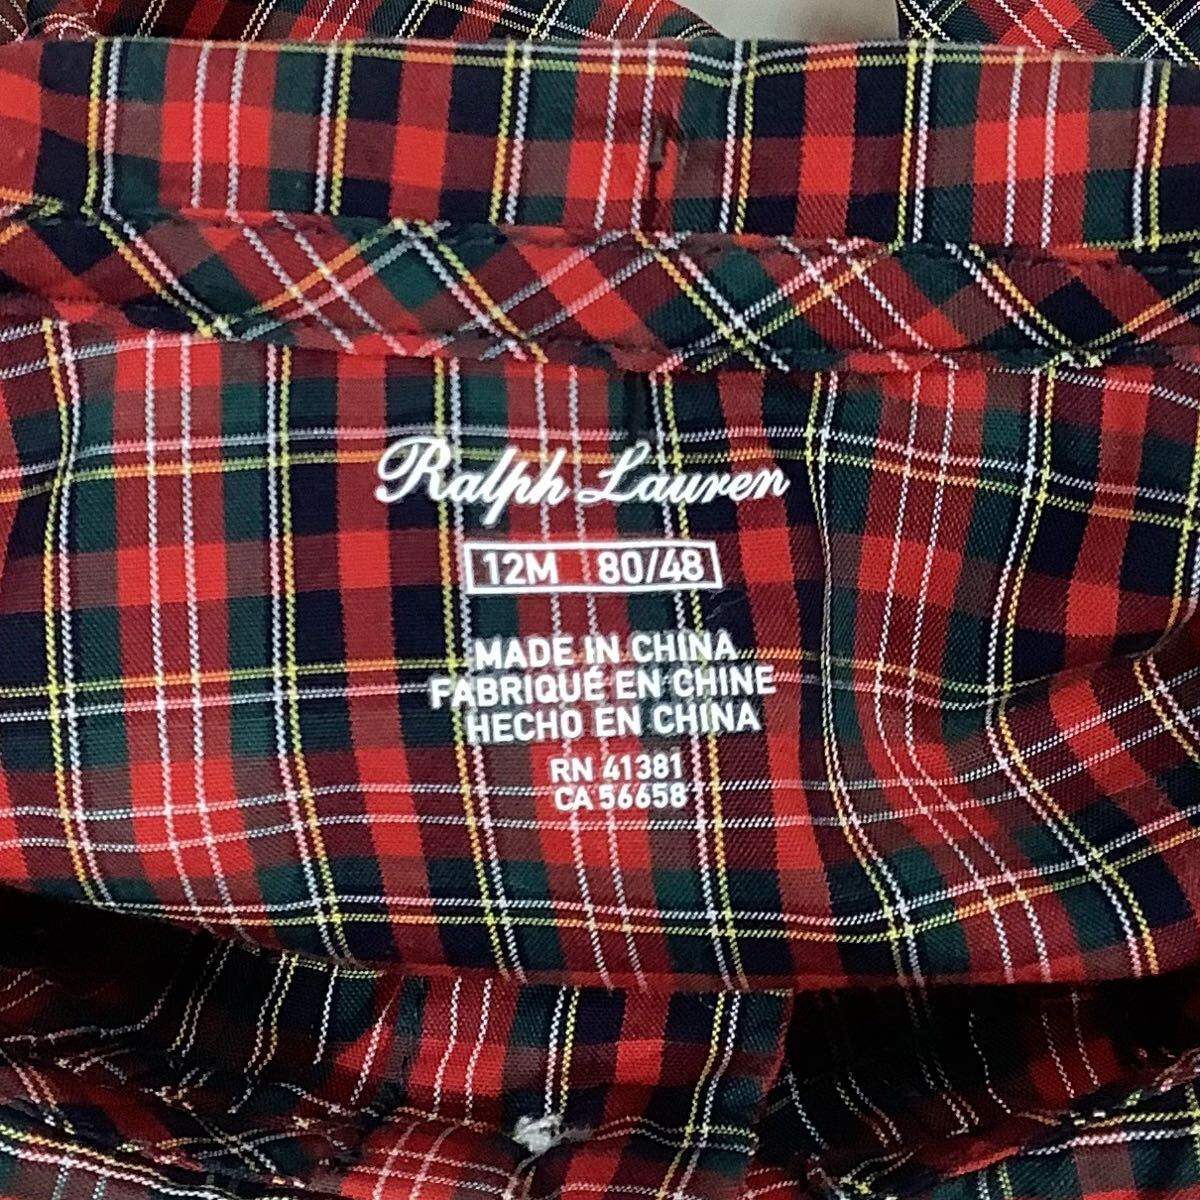 Ralph Lauren
12M 80/48
MADE IN CHINA
FABRIQUÉ EN CHINE
HECHO EN CHINA
RN 41381
CA 56658